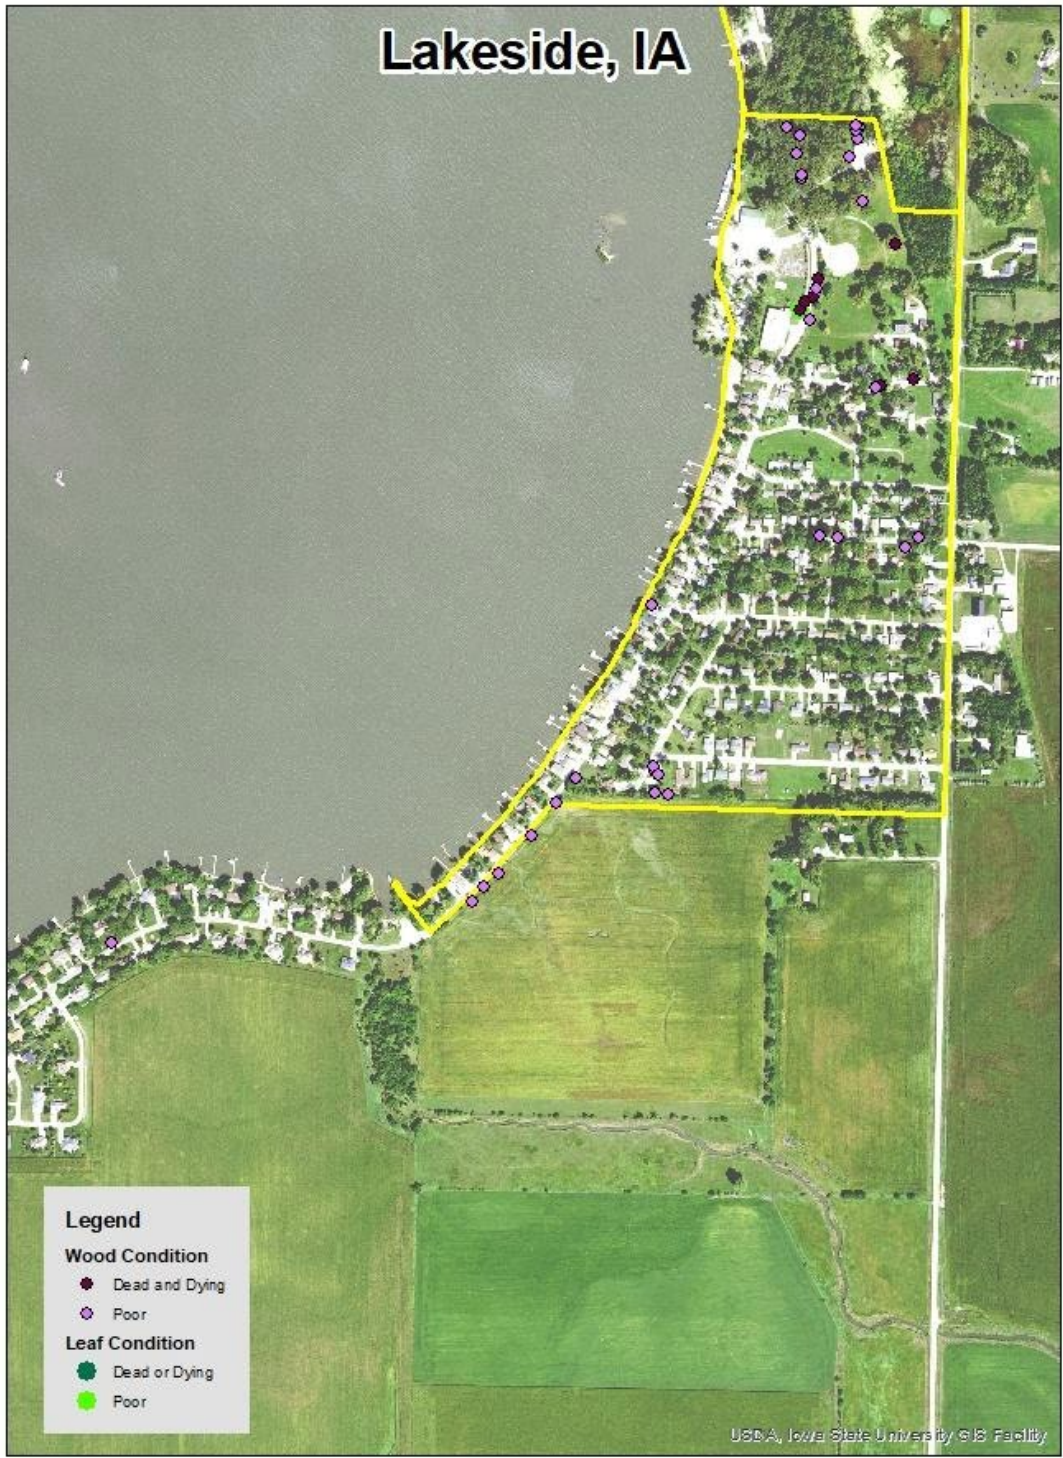 Lakeside, IA
Legend
Wood Condition
Dead and Dying
Poor
Leaf Condition
Dead or Dying
Poor
USDA, Iowa State University GIS Facility